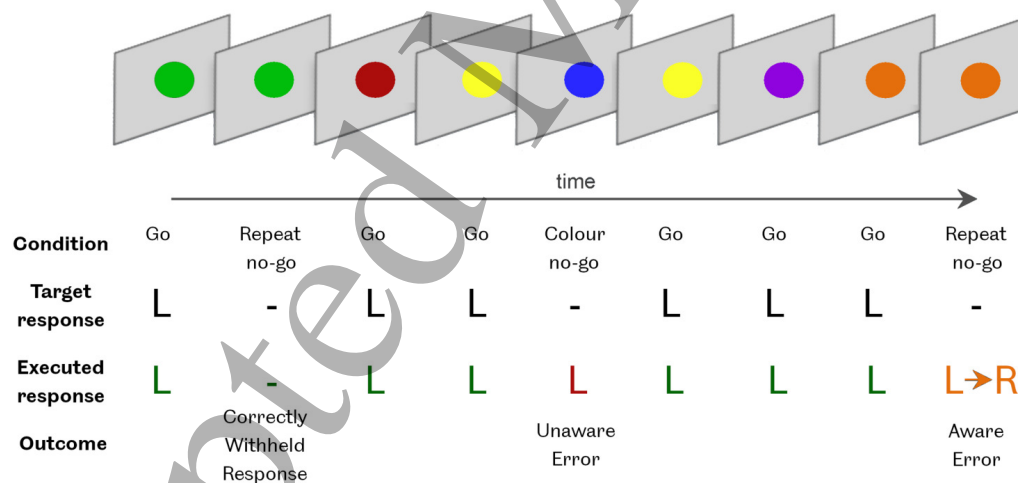 time
Condition Go Repeat no-go Go Go Colour no-go Go Go Go Repeat no-go
Target response L - L L - L L L -
Executed response L - L L L L L L L→R
Outcome Correctly Withheld Response Unaware Error Aware Error
pted M